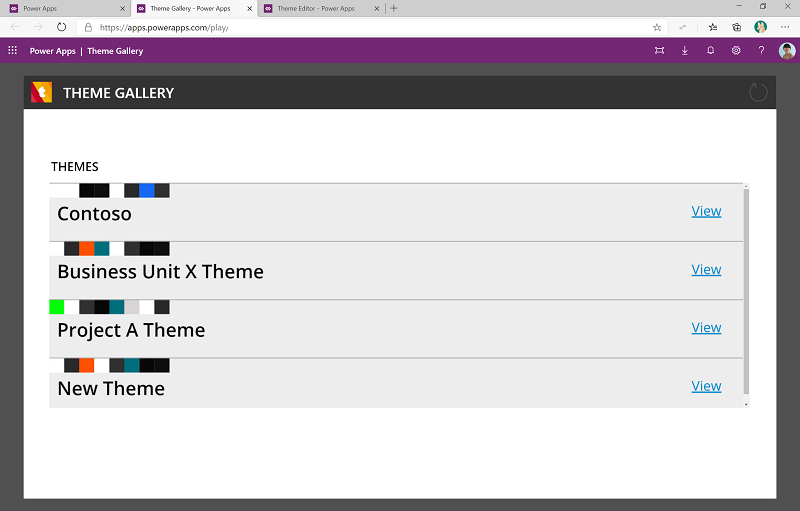 Power Apps
Theme Gallery - Power Apps
Theme Editor - Power Apps
https://apps.powerapps.com/play/
Power Apps | Theme Gallery
t THEME GALLERY
THEMES
Contoso View
Business Unit X Theme View
Project A Theme View
New Theme View